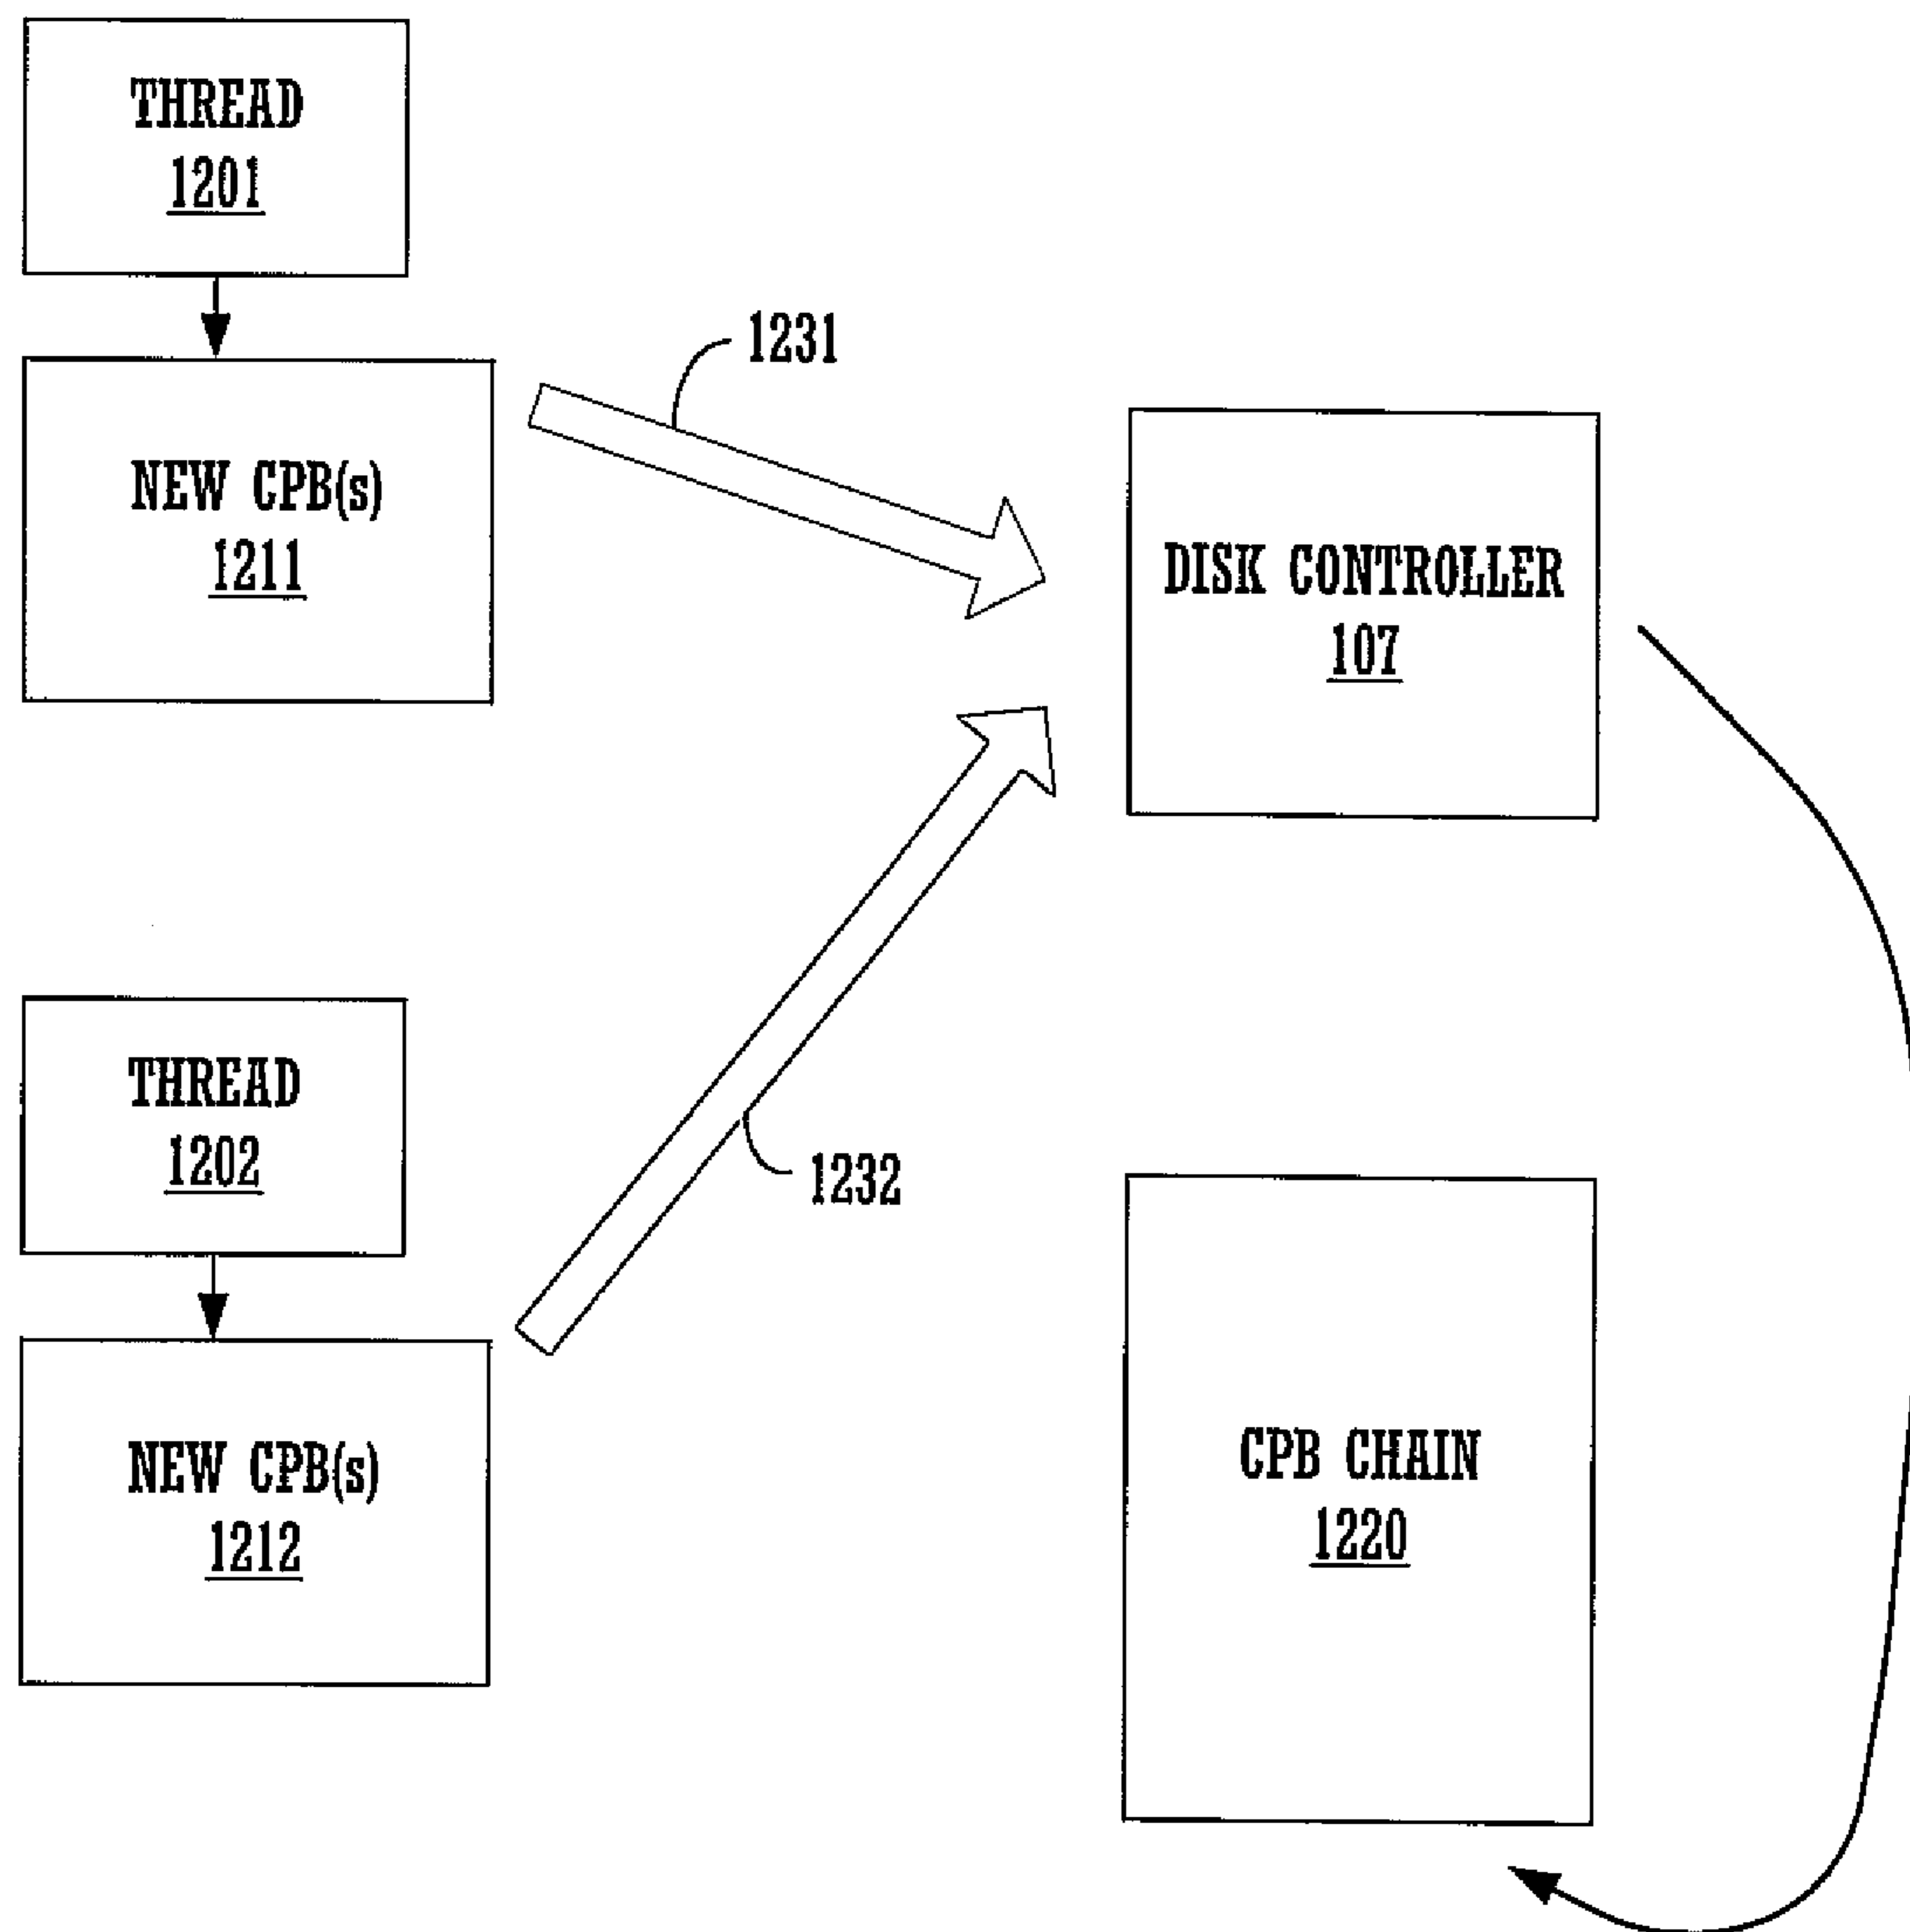 THREAD
1201
NEW CPB(s)
1211
1231
DISK CONTROLLER
107
THREAD
1202
NEW CPB(s)
1212
1232
CPB CHAIN
1220